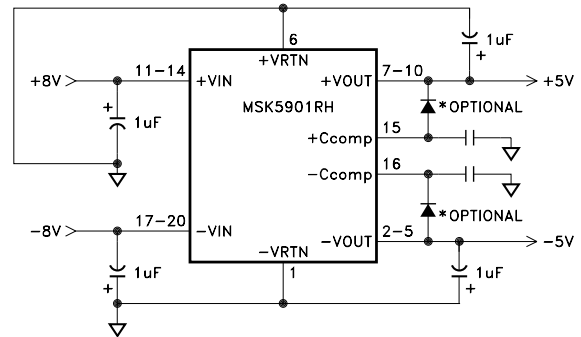 1uF
6
+8V
11-14
+VIN
+VRTN
+VOUT
7-10
+5V
MSK5901RH
*OPTIONAL
+
1uF
+Ccomp
15
-Ccomp
16
-8V
17-20
-VIN
*OPTIONAL
-VOUT
2-5
-5V
-VRTN
1
1uF
+
1uF
+
+